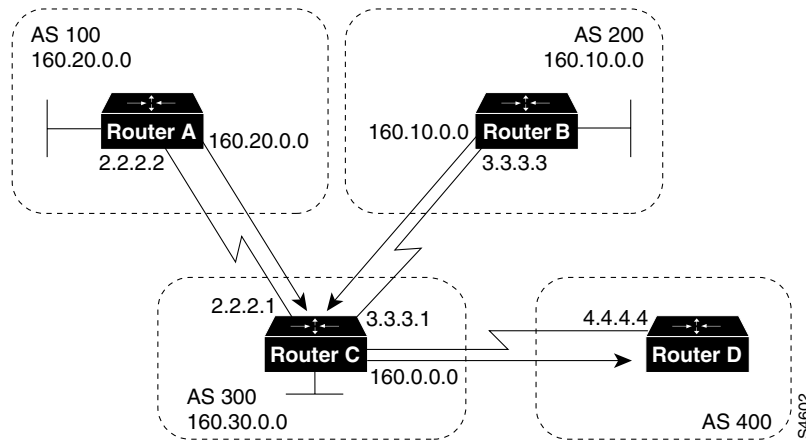 AS 100
160.20.0.0
AS 200
160.10.0.0
Router A
Router B
160.20.0.0
160.10.0.0
2.2.2.2
3.3.3.3
2.2.2.1
3.3.3.1
4.4.4.4
Router C
Router D
160.0.0.0
AS 300
160.30.0.0
AS 400
S4602